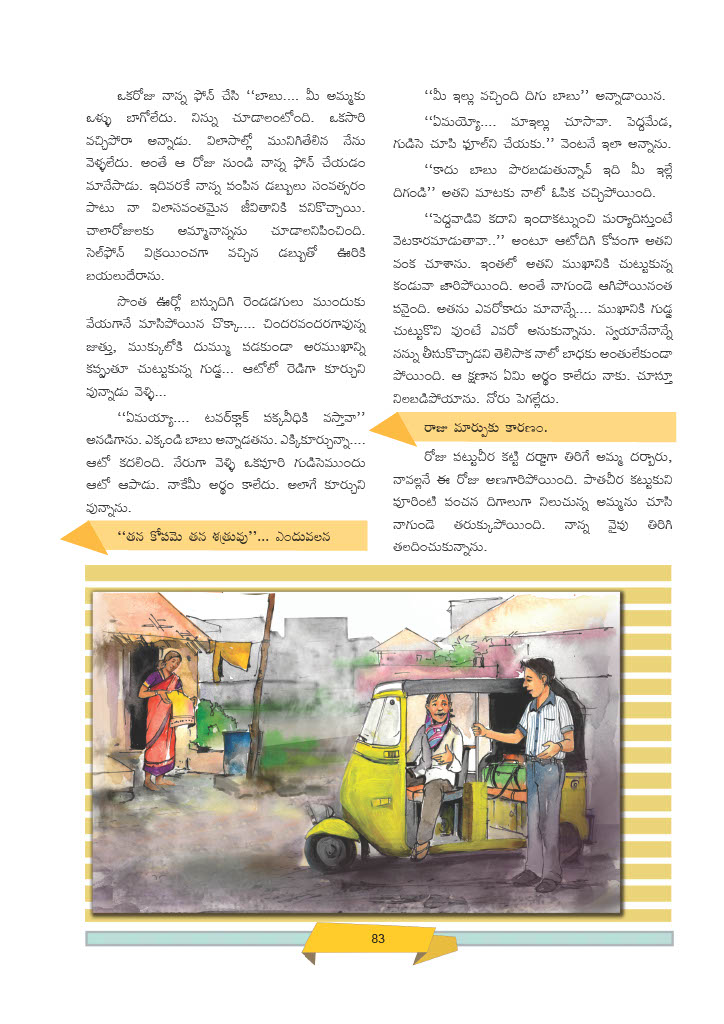 ఒకరోజు నాన్న ఫోన్ చేసి ‘‘బాబు.... మీ అమ్మకు
ఒళ్ళు బాగోలేదు. నిన్ను చూడాలంటోంది. ఒకసారి
వచ్చిపోరా అన్నాడు. విలాసాల్లో మునిగితేలిన నేను
వెళ్ళలేదు. అంతే ఆ రోజు నుండి నాన్న ఫోన్ చేయడం
మానేసాడు. ఇదివరకే నాన్న పంపిన డబ్బులు సంవత్సరం
పాటు నా విలాసవంతమైన జీవితానికి పనికొచ్చాయి.
చాలారోజులకు అమ్మానాన్నను చూడాలనిపించింది.
సెల్‌ఫోన్ విక్రయించగా వచ్చిన డబ్బుతో ఊరికి
బయలుదేరాను.
సొంత ఊర్లో బస్సుదిగి రెండడగులు ముందుకు
వేయగానే మాసిపోయిన చొక్కా.... చిందరవందరగావున్న
జుత్తు, ముక్కులోకి దుమ్ము పడకుండా అరముఖాన్ని
కప్పుతూ చుట్టుకున్న గుడ్డ... ఆటోలో రెడిగా కూర్చుని
వున్నాడు వెళ్ళి...
‘‘ఏమయ్యా.... టవర్‌క్లాక్ పక్కవీధికి వస్తావా’’
అనడిగాను. ఎక్కండి బాబు అన్నాడతను. ఎక్కికూర్చున్నా....
ఆటో కదలింది. నేరుగా వెళ్ళి ఒకపూరి గుడిసెముందు
ఆటో ఆపాడు. నాకేమీ అర్థం కాలేదు. అలాగే కూర్చుని
వున్నాను.
‘‘తన కోపమె తన శత్రువు’’... ఎందువలన
‘‘మీ ఇల్లు వచ్చింది దిగు బాబు’’ అన్నాడాయన.
‘‘ఏమయ్యో.... మాఇల్లు చూసావా. పెద్దమేడ,
గుడిసె చూపి ఫూల్‌ని చేయకు.’’ వెంటనే ఇలా అన్నాను.
‘‘కాదు బాబు పొరబడుతున్నావ్ ఇది మీ ఇల్లే
దిగండి’’ అతని మాటకు నాలో ఓపిక చచ్చిపోయింది.
‘‘పెద్దవాడివి కదాని ఇందాకట్నుంచి మర్యాదిస్తుంటే
వెటకారమాడుతావా..’’ అంటూ ఆటోదిగి కోపంగా అతని
వంక చూశాను. ఇంతలో అతని ముఖానికి చుట్టుకున్న
కండువా జారిపోయింది. అంతే నాగుండె ఆగిపోయినంత
పనైంది. అతను ఎవరోకాదు మానాన్నే.... ముఖానికి గుడ్డ
చుట్టుకొని వుంటే ఎవరో అనుకున్నాను. స్వయానేనాన్నే
నన్ను తీసుకొచ్చాడని తెలిసాక నాలో బాధకు అంతులేకుండా
పోయింది. ఆ క్షణాన ఏమి అర్థం కాలేదు నాకు. చూస్తూ
నిలబడిపోయాను. నోరు పెగల్లేదు.
రాజు మార్పుకు కారణం.
రోజు పట్టుచీర కట్టి దర్జాగా తిరిగే అమ్మ దర్బారు,
నావల్లనే ఈ రోజు అణగారిపోయింది. పాతచీర కట్టుకుని
పూరింటి పంచన దిగాలుగా నిలుచున్న అమ్మను చూసి
నాగుండె తరుక్కుపోయింది. నాన్న వైపు తిరిగి
తలదించుకున్నాను.
83